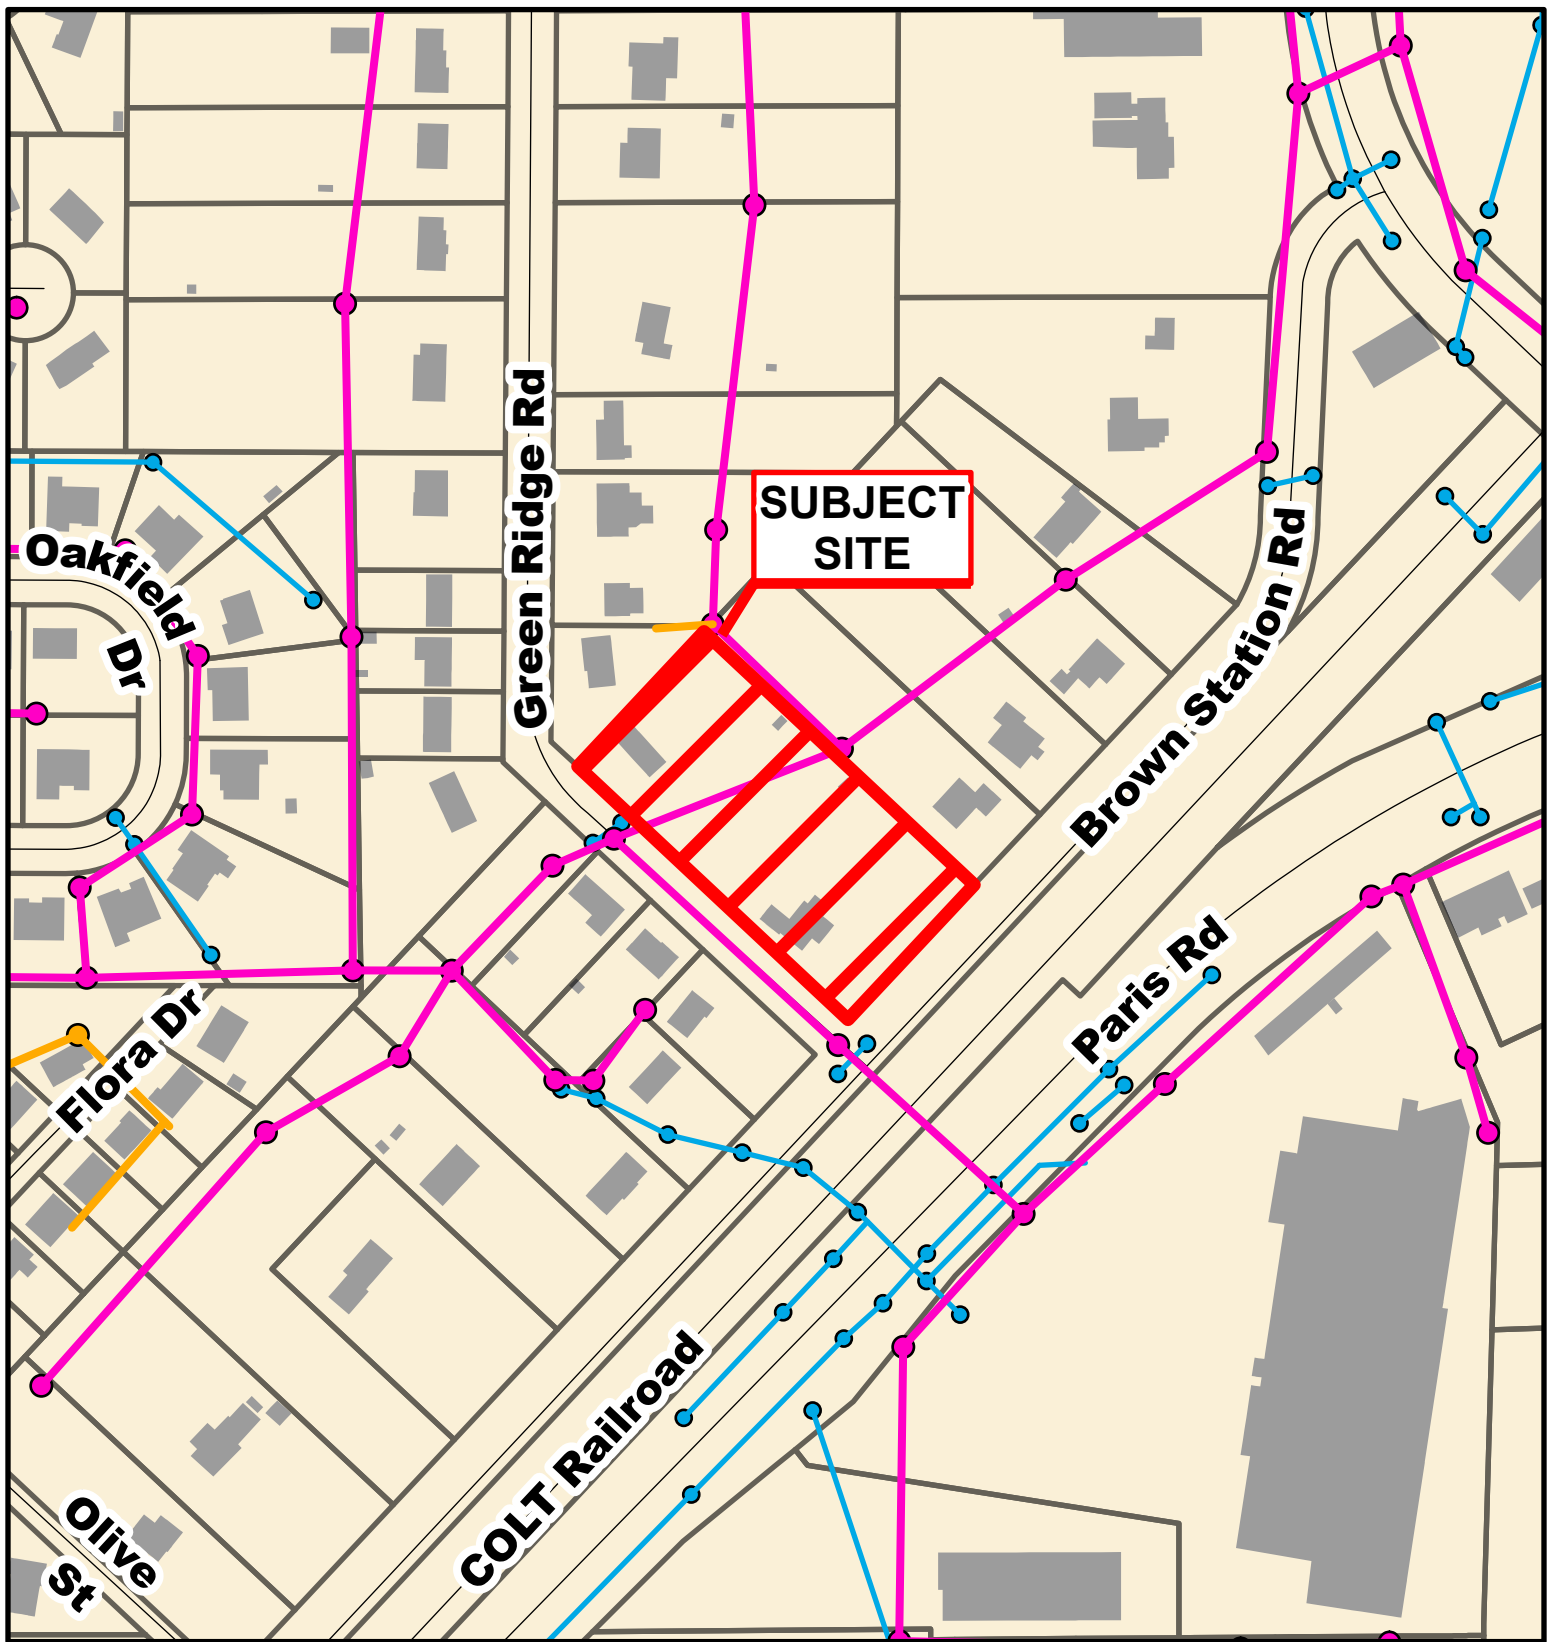 Green Ridge Rd
SUBJECT
SITE
Oakfield
Dr
Brown Station Rd
Paris Rd
Flora Dr
COLT Railroad
Olive
St